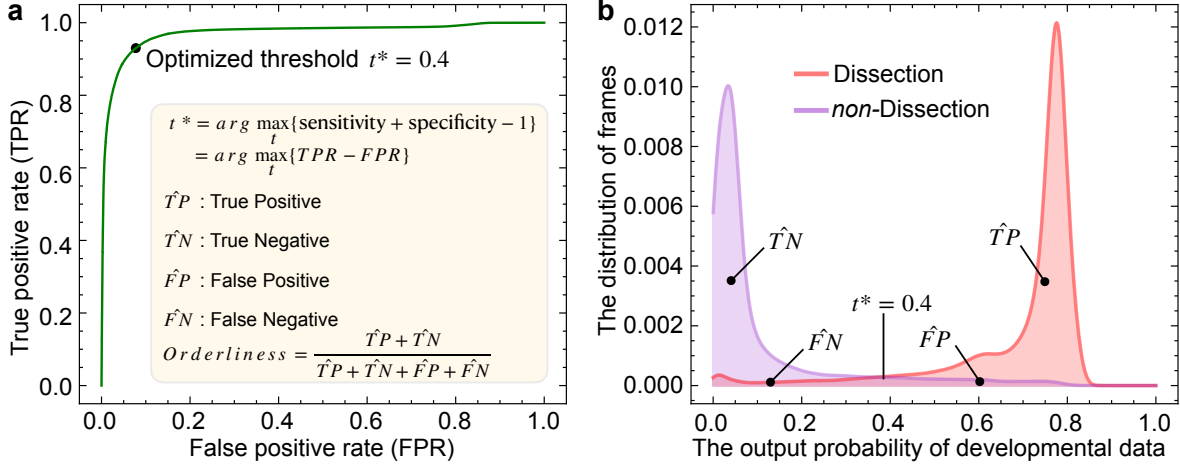 a
1.0
0.8
0.6
0.4
0.2
0.0
True positive rate (TPR)
Optimized threshold t* = 0.4
t * = arg max{sensitivity + specificity − 1}
t
= arg max{TPR − FPR}
t
T̂P : True Positive
T̂N : True Negative
F̂P : False Positive
F̂N : False Negative
Orderliness = T̂P + T̂N
T̂P + T̂N + F̂P + F̂N
0.0 0.2 0.4 0.6 0.8 1.0
False positive rate (FPR)
b
0.012
0.010
0.008
0.006
0.004
0.002
0.000
The distribution of frames
Dissection
non-Dissection
T̂N
T̂P
t* = 0.4
F̂N
F̂P
0.0 0.2 0.4 0.6 0.8 1.0
The output probability of developmental data